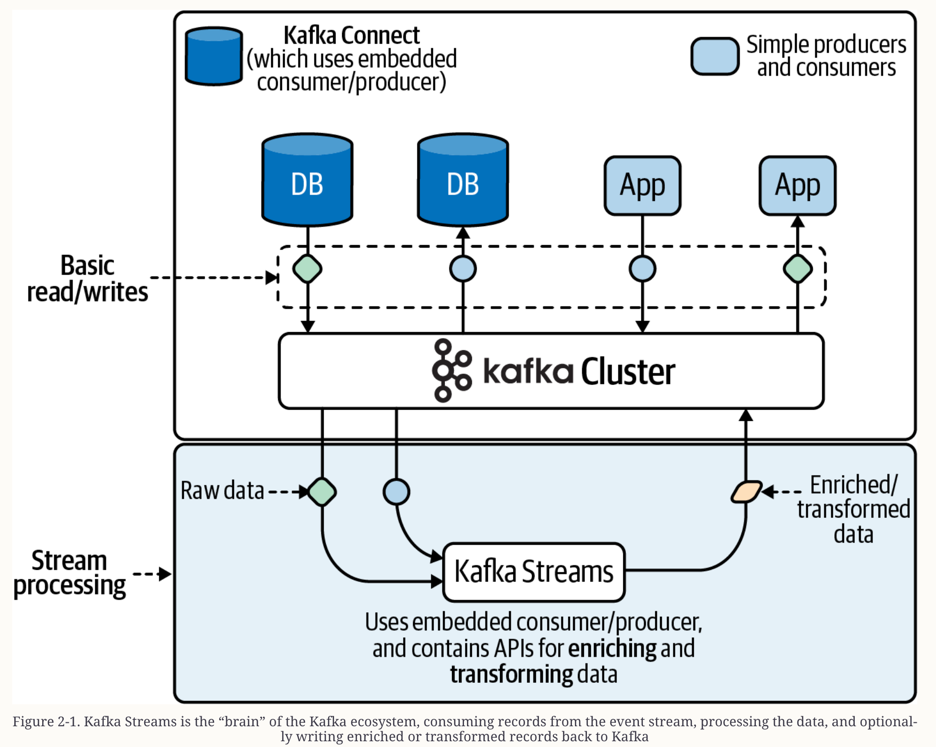 Kafka Connect
(which uses embedded
consumer/producer)
Simple producers
and consumers
DB
DB
App
App
Basic
read/writes
kafka Cluster
Raw data
Enriched/
transformed
data
Stream
processing
Kafka Streams
Uses embedded consumer/producer,
and contains APIs for enriching and
transforming data
Figure 2-1. Kafka Streams is the “brain” of the Kafka ecosystem, consuming records from the event stream, processing the data, and optional-
ly writing enriched or transformed records back to Kafka